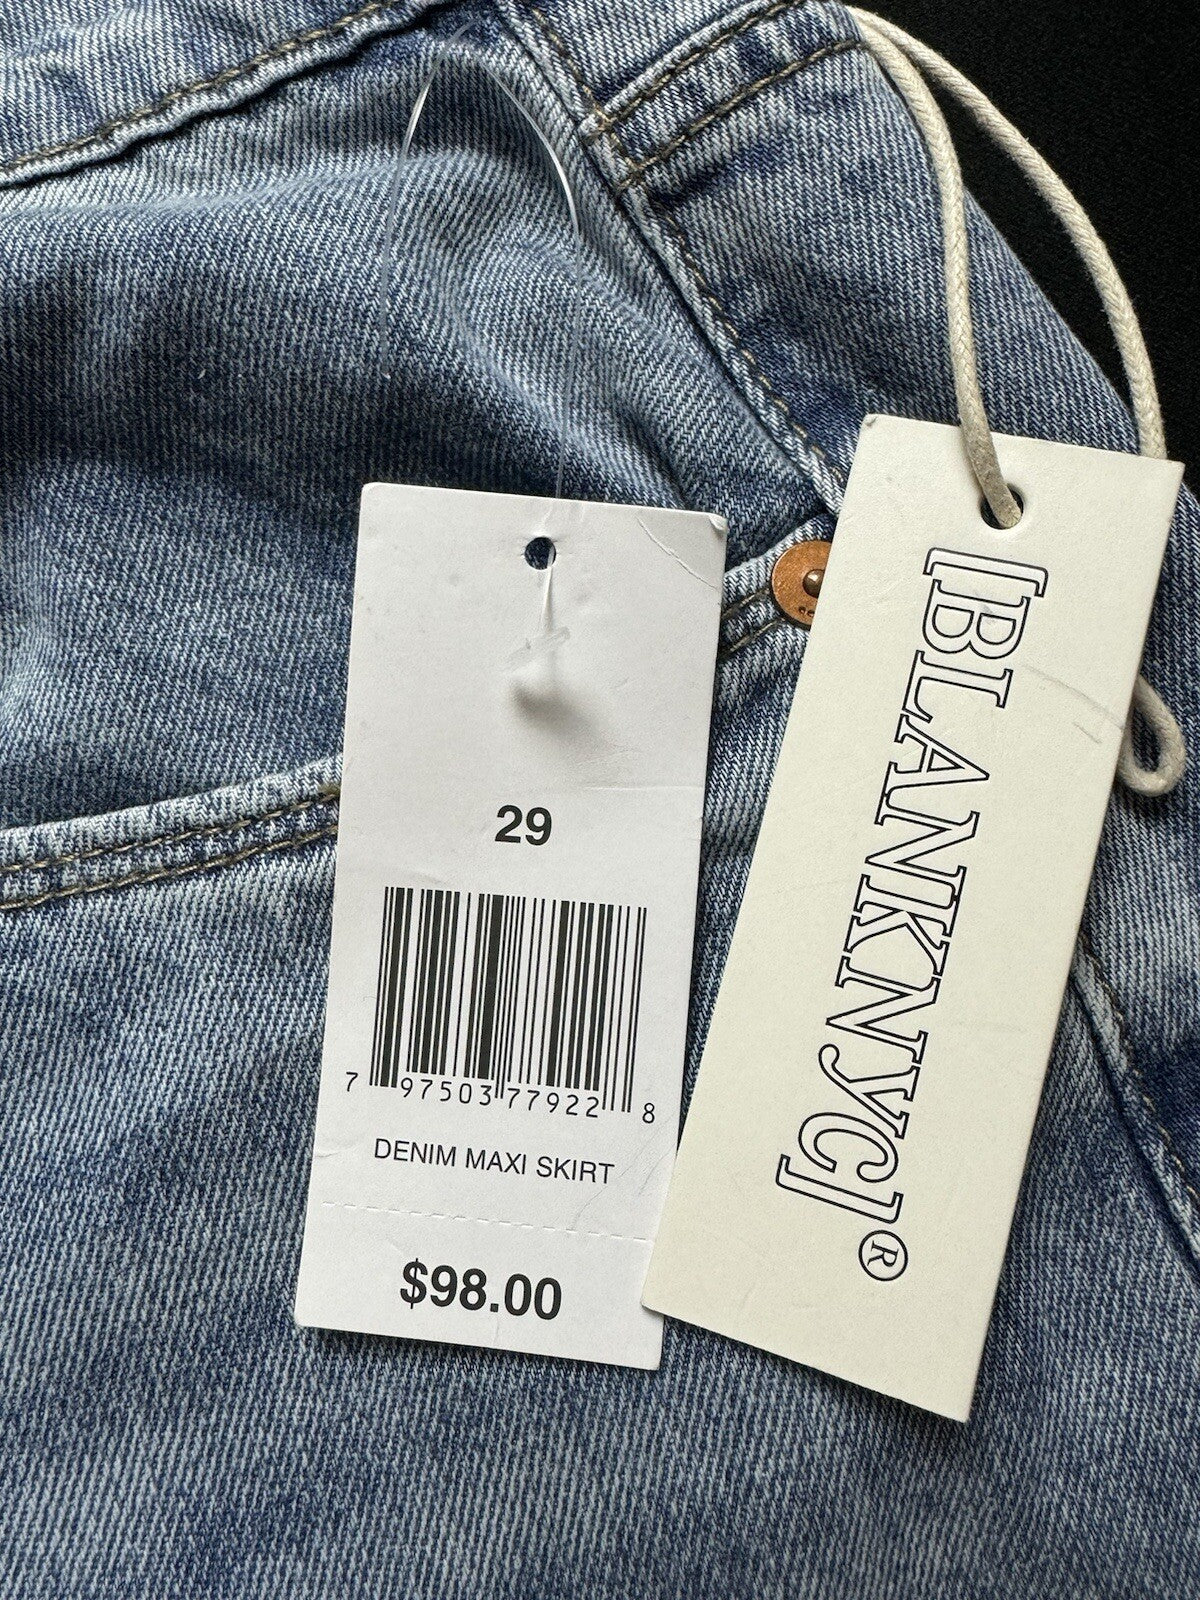 29
7 97503 77922 8
DENIM MAXI SKIRT
$98.00
[BLANKNYC]®